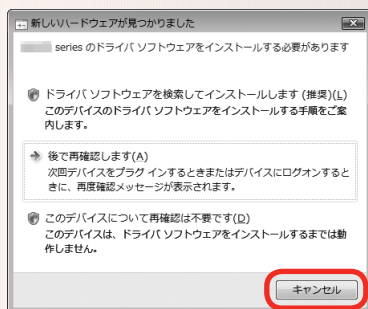 新しいハードウェアが見つかりました
series のドライバ ソフトウェアをインストールする必要があります
ドライバ ソフトウェアを検索してインストールします (推奨)(L)
このデバイスのドライバ ソフトウェアをインストールする手順をご案
内します。
後で再確認します(A)
次回デバイスをプラグ インするときまたはデバイスにログオンすると
きに、再度確認メッセージが表示されます。
このデバイスについて再確認は不要です(D)
このデバイスは、ドライバ ソフトウェアをインストールするまでは動
作しません。
キャンセル